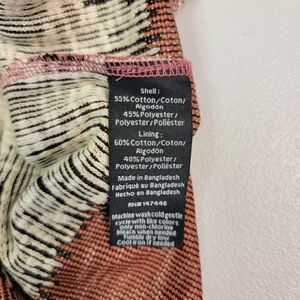 Shell :
55% Cotton/Coton/
Algodón
45% Polyester/
Polyester/Poliéster
Lining :
60% Cotton/Coton/
Algodón
40% Polyester/
Polyester/Poliéster
Made in Bangladesh
Fabriqué au Bangladesh
Hecho en Bangladesh
RN# 147446
Machine wash cold gentle
cycle with like colors
only non-chlorine
bleach when needed
Tumble dry low
Cool iron if needed